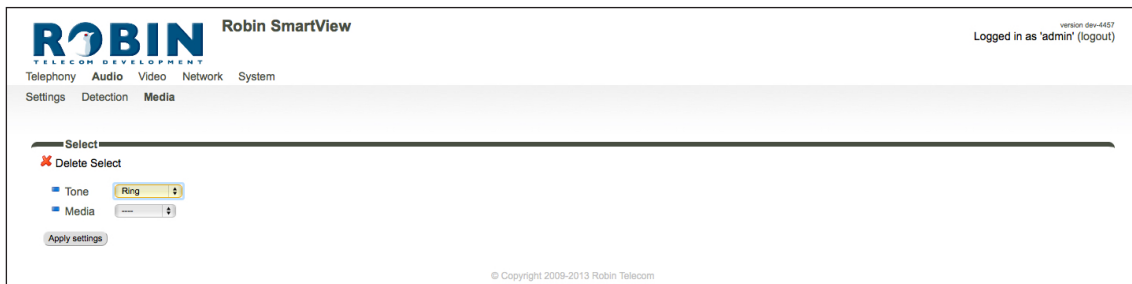 ROBIN
TELECOM DEVELOPMENT
Robin SmartView
version dev-4457
Logged in as 'admin' (logout)
Telephony Audio Video Network System
Settings Detection Media
Select
Delete Select
Tone Ring
Media ----
Apply settings
© Copyright 2009-2013 Robin Telecom